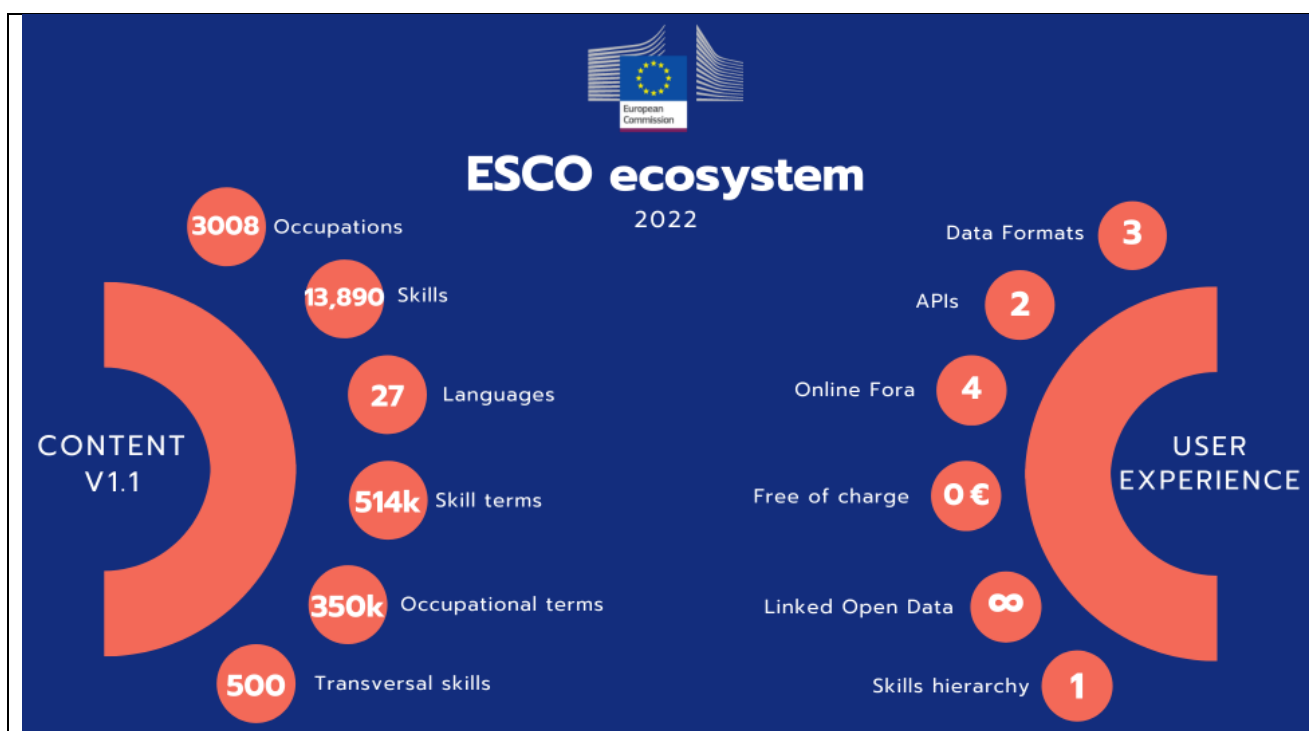 European
Commission
ESCO ecosystem
2022
3008 Occupations
13,890 Skills
27 Languages
514k Skill terms
350k Occupational terms
500 Transversal skills
CONTENT
V1.1
Data Formats 3
APIs 2
Online Fora 4
Free of charge 0 €
Linked Open Data ∞
Skills hierarchy 1
USER
EXPERIENCE